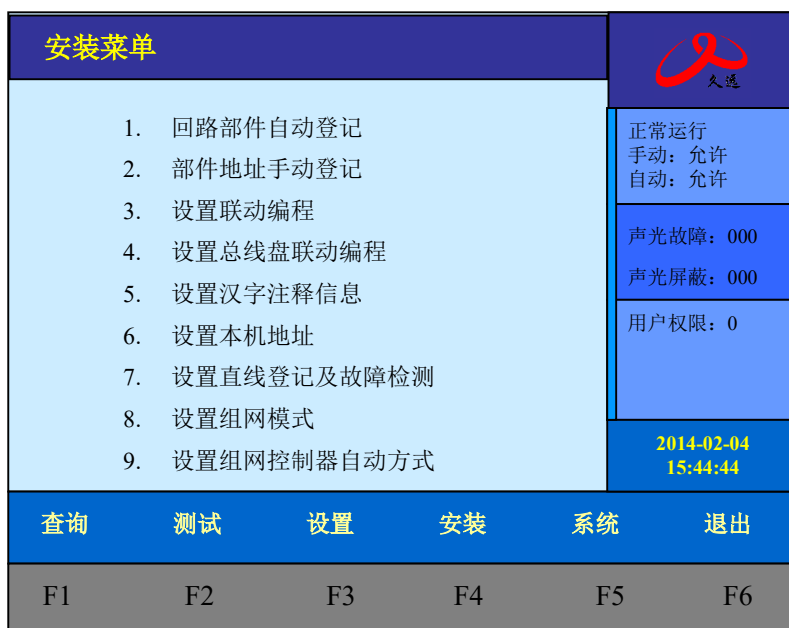 安装菜单
久远
1. 回路部件自动登记
2. 部件地址手动登记
3. 设置联动编程
4. 设置总线盘联动编程
5. 设置汉字注释信息
6. 设置本机地址
7. 设置直线登记及故障检测
8. 设置组网模式
9. 设置组网控制器自动方式
正常运行
手动：允许
自动：允许
声光故障：000
声光屏蔽：000
用户权限：0
2014-02-04
15:44:44
查询 测试 设置 安装 系统 退出
F1 F2 F3 F4 F5 F6